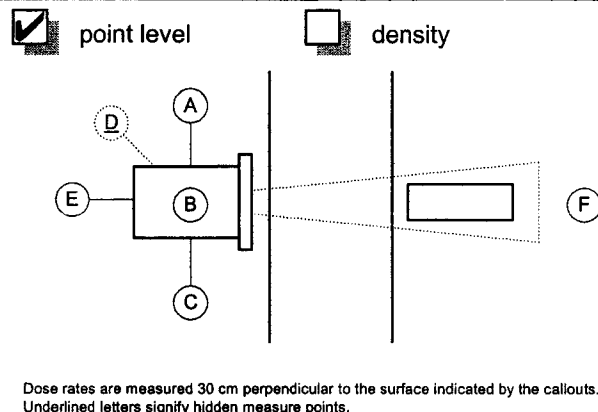 point level
density
A
D
E
B
F
C
Dose rates are measured 30 cm perpendicular to the surface indicated by the callouts.
Underlined letters signify hidden measure points.